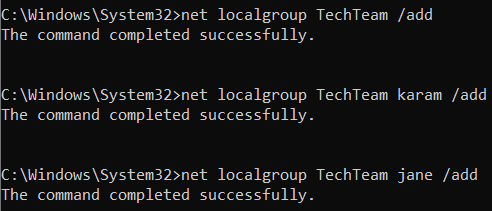 C:\Windows\System32>net localgroup TechTeam /add
The command completed successfully.
C:\Windows\System32>net localgroup TechTeam karam /add
The command completed successfully.
C:\Windows\System32>net localgroup TechTeam jane /add
The command completed successfully.